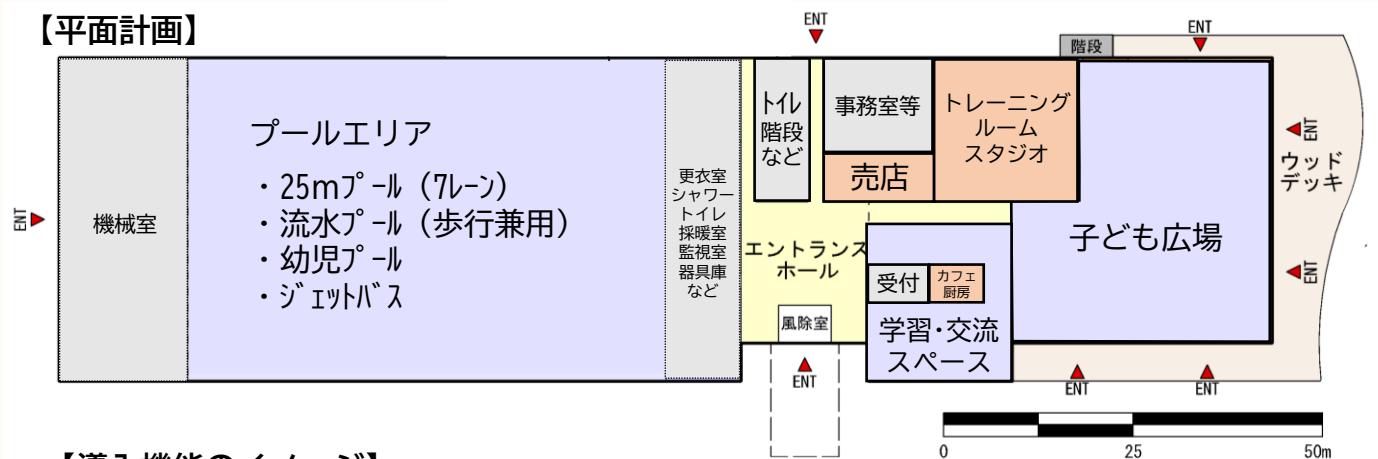 【平面計画】
ENT
ENT
階段
機械室
プールエリア
・25mﾌﾟｰﾙ（7ﾚｰﾝ）
・流水プール（歩行兼用）
・幼児ﾌﾟｰﾙ
・ｼﾞｪｯﾄﾊﾞｽ
更衣室
シャワー
トイレ
採暖室
監視室
器具庫
など
ﾄｲﾚ
階段
など
事務室等
売店
トレーニング
ルーム
スタジオ
子ども広場
ENT
ウッド
デッキ
ENT
ENT
エントランス
ホール
風除室
ENT
受付
カフェ
厨房
学習・交流
スペース
ENT
ENT
0
25
50m